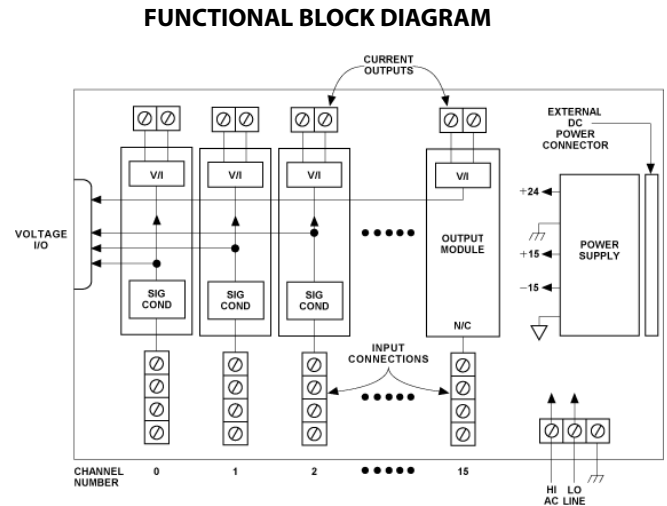 FUNCTIONAL BLOCK DIAGRAM
CURRENT
OUTPUTS
EXTERNAL
DC
POWER
CONNECTOR
V/I
V/I
V/I
V/I
+24
VOLTAGE
I/O
OUTPUT
MODULE
POWER
SUPPLY
+15
−15
SIG
COND
SIG
COND
SIG
COND
N/C
INPUT
CONNECTIONS
CHANNEL
NUMBER
0
1
2
15
HI
AC
LO
LINE